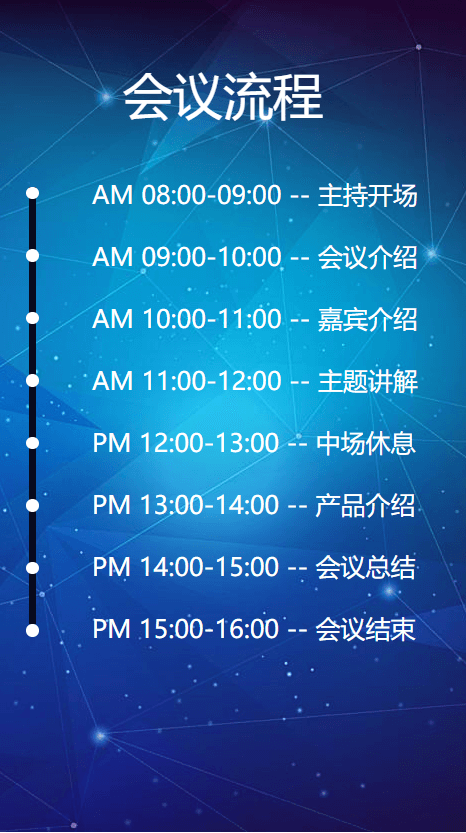 会议流程
AM 08:00-09:00 -- 主持开场
AM 09:00-10:00 -- 会议介绍
AM 10:00-11:00 -- 嘉宾介绍
AM 11:00-12:00 -- 主题讲解
PM 12:00-13:00 -- 中场休息
PM 13:00-14:00 -- 产品介绍
PM 14:00-15:00 -- 会议总结
PM 15:00-16:00 -- 会议结束